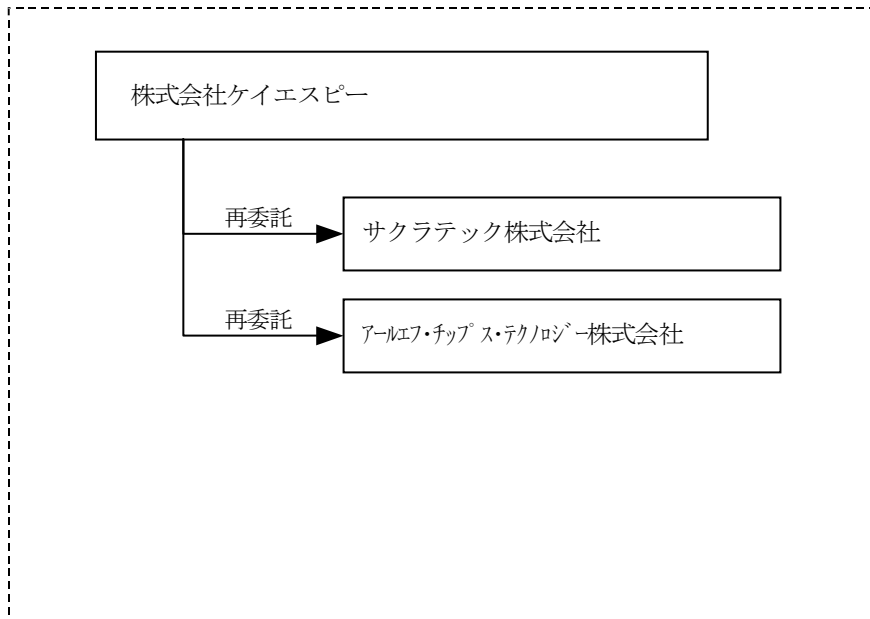 株式会社ケイエスピー
再委託
サクラテック株式会社
再委託
ｱｰﾙｴﾌ・ﾁｯﾌﾟｽ・ﾃｸﾉﾛｼﾞｰ株式会社